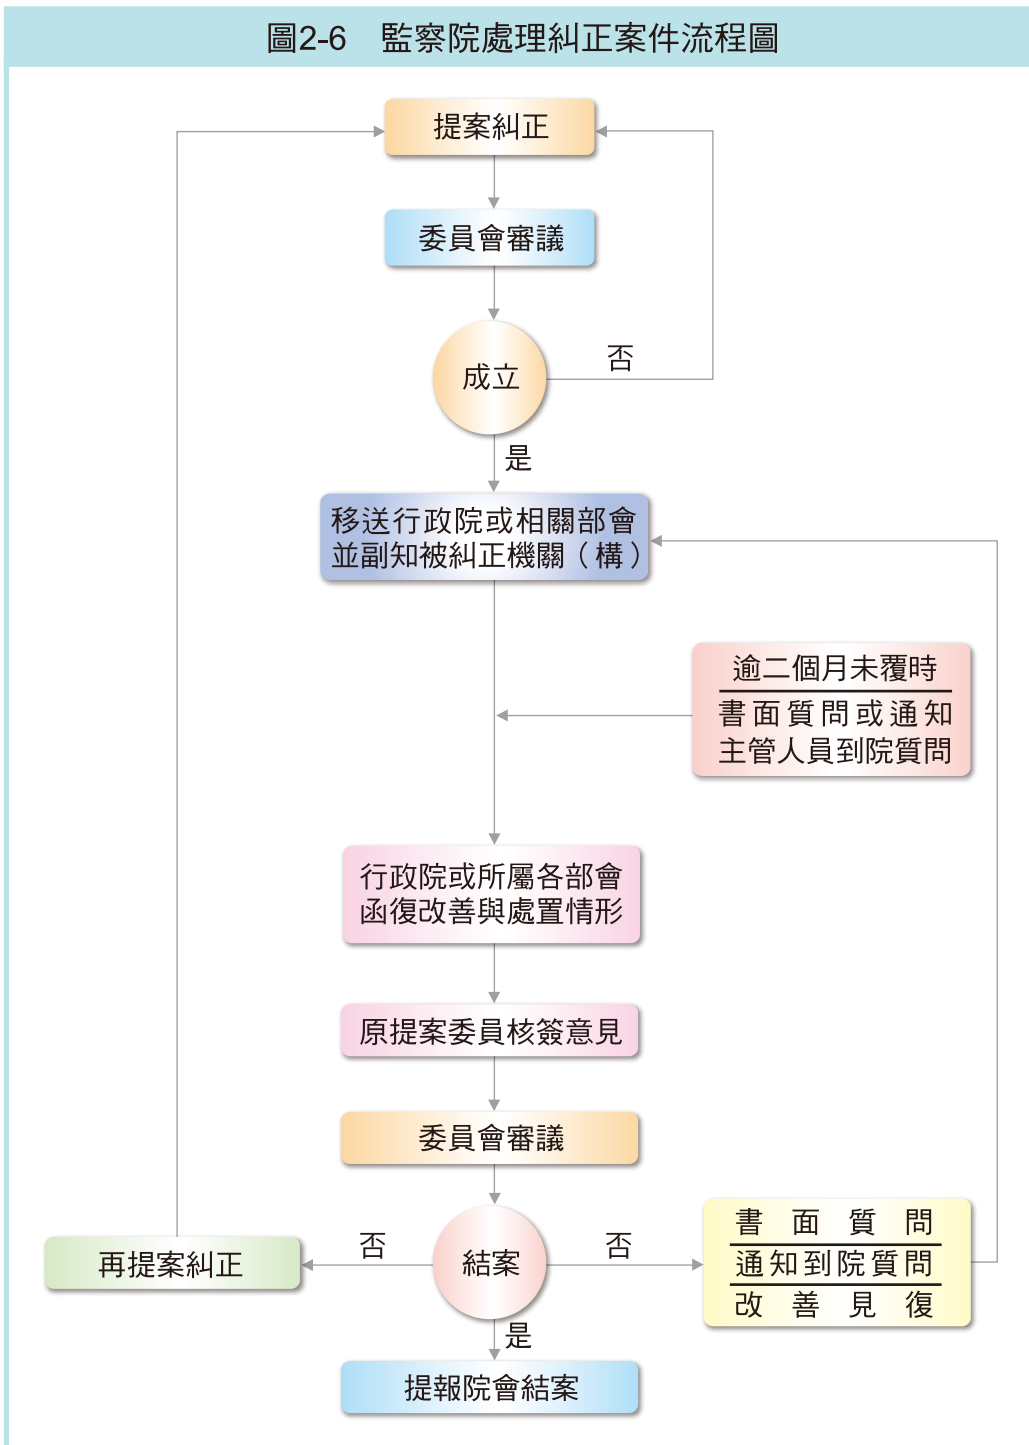 圖2-6　監察院處理糾正案件流程圖
提案糾正
委員會審議
成立
否
是
移送行政院或相關部會
並副知被糾正機關（構）
逾二個月未覆時
書面質問或通知
主管人員到院質問
行政院或所屬各部會
函復改善與處置情形
原提案委員核簽意見
委員會審議
結案
否
再提案糾正
否
書面質問
通知到院質問
改善見復
是
提報院會結案